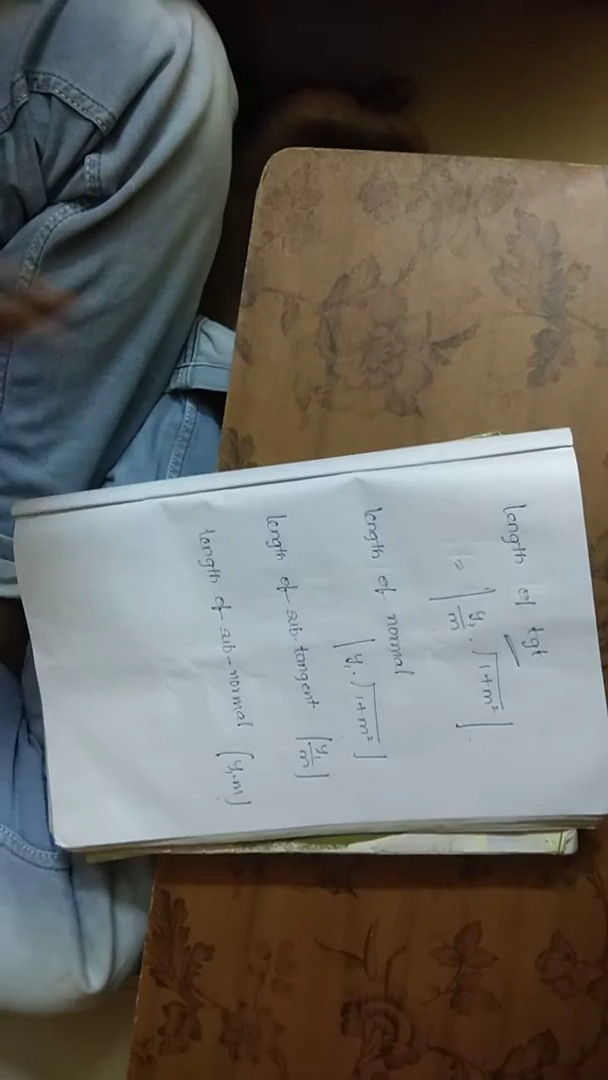 length of tgt
l = |y₁/m . √1+m²|.
length of normal
|y₁. √1+m²|
length of sub-tangent |y₁/m|
length of sub-normal |y₁.m|